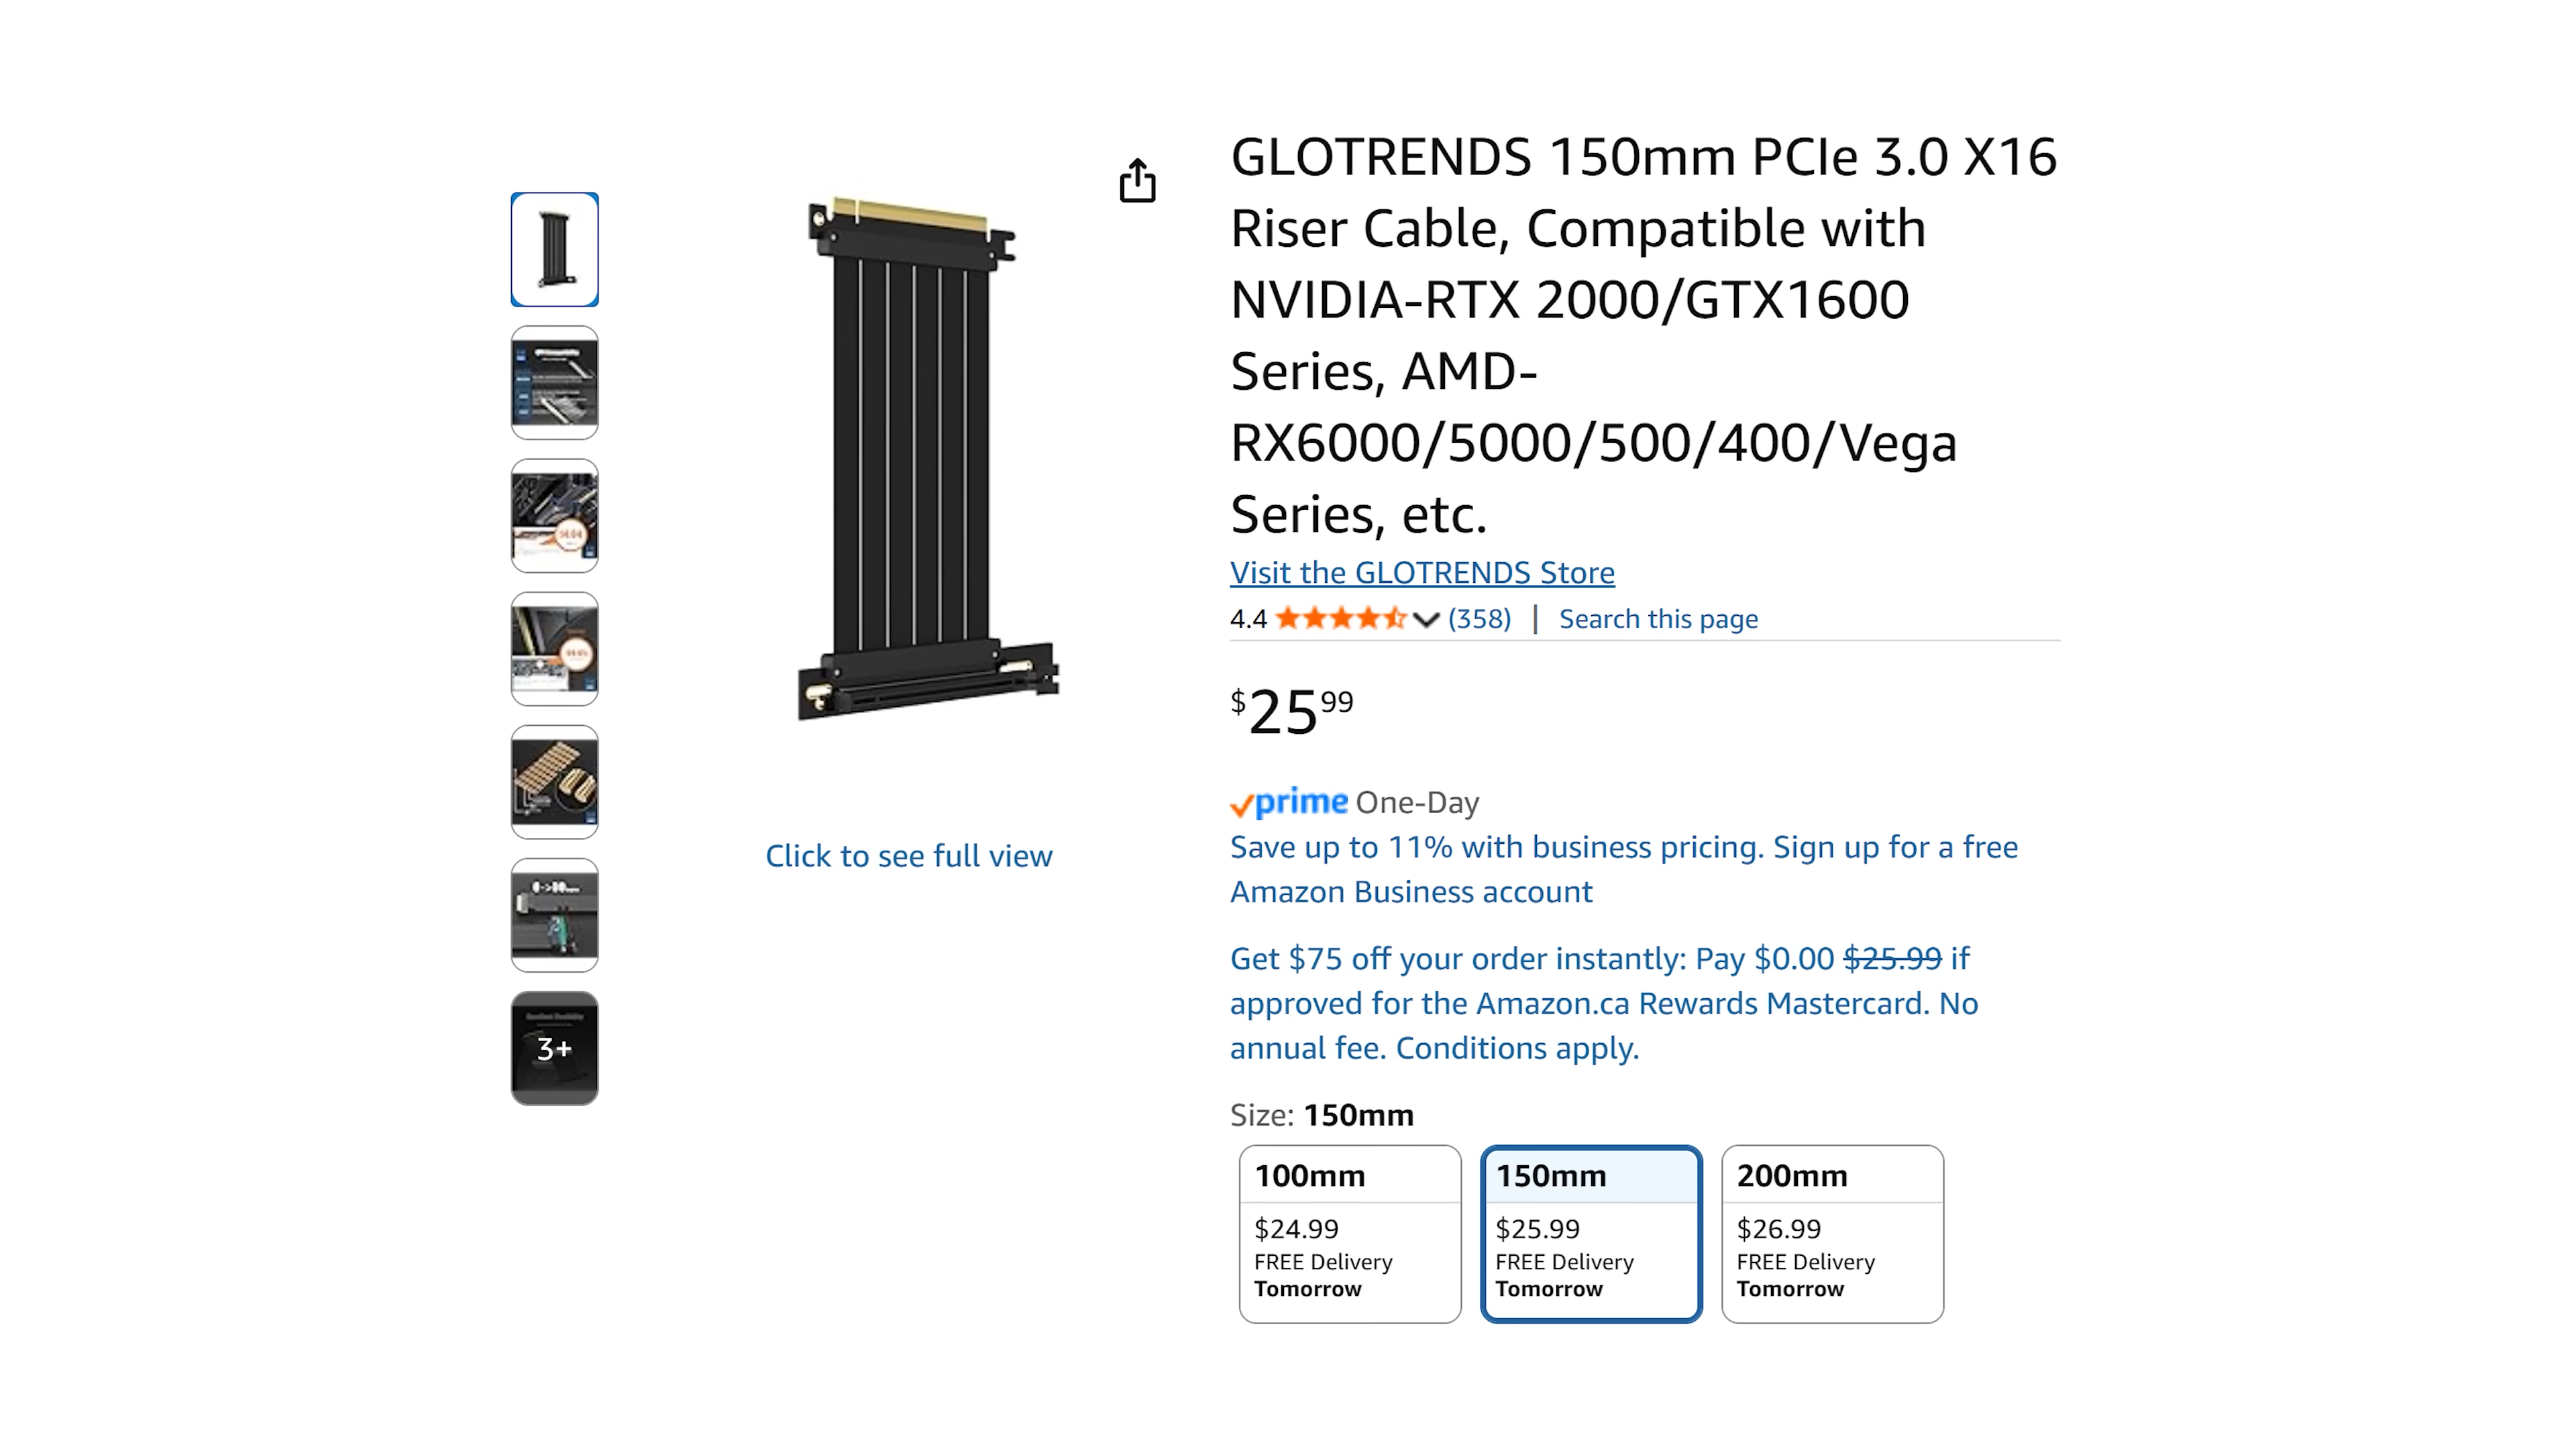 GLOTRENDS 150mm PCIe 3.0 X16
Riser Cable, Compatible with
NVIDIA-RTX 2000/GTX1600
Series, AMD-
RX6000/5000/500/400/Vega
Series, etc.
Visit the GLOTRENDS Store
4.4 (358) | Search this page
$25.99
prime One-Day
Save up to 11% with business pricing. Sign up for a free
Amazon Business account
Get $75 off your order instantly: Pay $0.00 $25.99 if
approved for the Amazon.ca Rewards Mastercard. No
annual fee. Conditions apply.
Size: 150mm
100mm
$24.99
FREE Delivery
Tomorrow
150mm
$25.99
FREE Delivery
Tomorrow
200mm
$26.99
FREE Delivery
Tomorrow
Click to see full view
3+